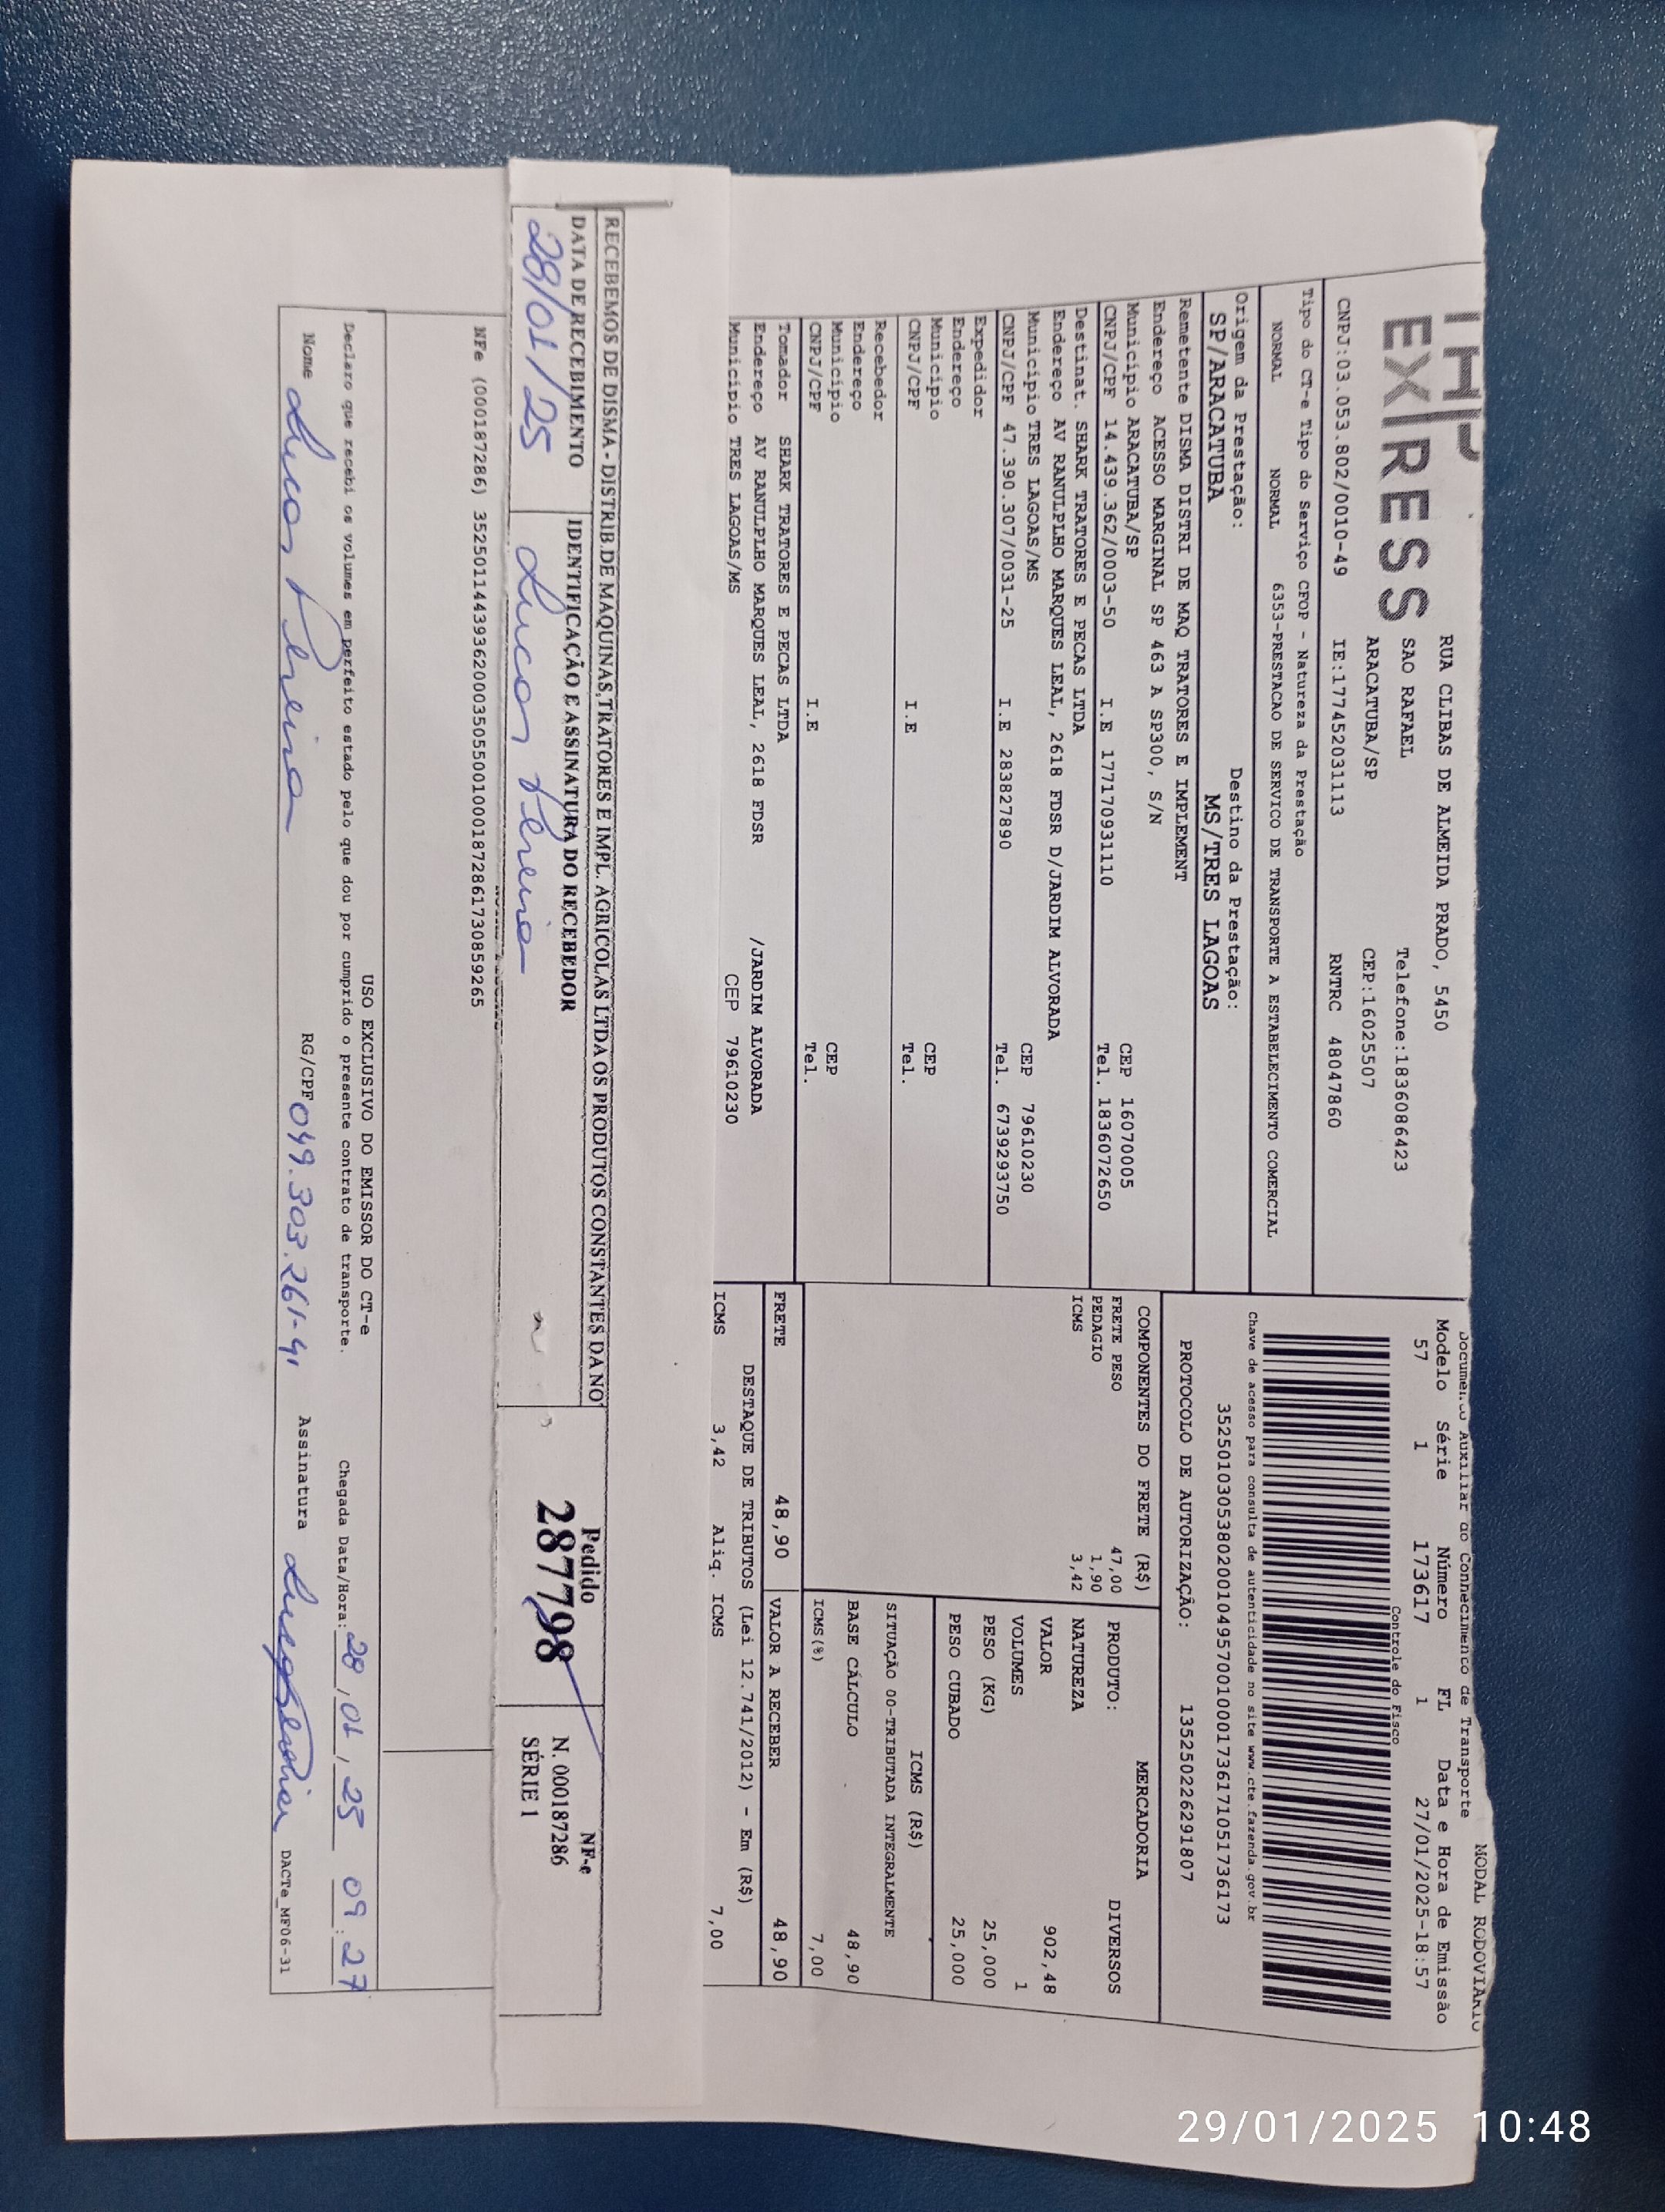 EXPRESS
RUA CLIBAS DE ALMEIDA PRADO, 5450
SAO RAFAEL
Telefone:1836086423
ARACATUBA/SP
CEP:16025507
CNPJ:03.053.802/0010-49 IE:177452031113 RNTRC 48047860
MODAL RODOVIÁRIO
Documento Auxiliar do Conhecimento de Transporte
Modelo Série Número FL Data e Hora de Emissão
57 1 173617 1 27/01/2025-18:57
Controle do Fisco
Chave de acesso para consulta de autenticidade no site www.cte.fazenda.gov.br
Tipo do CT-e Tipo do Serviço CFOP - Natureza da Prestação
NORMAL NORMAL 6353-PRESTACAO DE SERVICO DE TRANSPORTE A ESTABELECIMENTO COMERCIAL
35250103053802001049570010001736171051736173
Origem da Prestação: Destino da Prestação:
SP/ARACATUBA MS/TRES LAGOAS
PROTOCOLO DE AUTORIZAÇÃO: 135250226291807
Remetente DISMA DISTRI DE MAQ TRATORES E IMPLEMENT
Endereço ACESSO MARGINAL SP 463 A SP300, S/N
Município ARACATUBA/SP CEP 16070005
CNPJ/CPF 14.439.362/0003-50 I.E 177170931110 Tel. 1836072650
Destinat. SHARK TRATORES E PECAS LTDA
Endereço AV RANULPLHO MARQUES LEAL, 2618 FDSR D/JARDIM ALVORADA
Município TRES LAGOAS/MS CEP 79610230
CNPJ/CPF 47.390.307/0031-25 I.E 283827890 Tel. 6739293750
Expedidor
Endereço
Município CEP
CNPJ/CPF I.E Tel.
Recebedor
Endereço
Município CEP
CNPJ/CPF I.E Tel.
Tomador SHARK TRATORES E PECAS LTDA
Endereço AV RANULPLHO MARQUES LEAL, 2618 FDSR /JARDIM ALVORADA
Município TRES LAGOAS/MS CEP 79610230
COMPONENTES DO FRETE (R$)
FRETE PESO 47,00
PEDAGIO 1,90
ICMS 3,42
MERCADORIA
PRODUTO: DIVERSOS
NATUREZA
VALOR 902,48
VOLUMES 1
PESO (KG) 25,000
PESO CUBADO 25,000
ICMS (R$)
SITUAÇÃO 00-TRIBUTADA INTEGRALMENTE
BASE CÁLCULO 48,90
ICMS(%) 7,00
FRETE 48,90 VALOR A RECEBER 48,90
DESTAQUE DE TRIBUTOS (Lei 12.741/2012) - Em (R$)
ICMS 3,42 Aliq. ICMS 7,00
RECEBEMOS DE DISMA - DISTRIB DE MAQUINAS,TRATORES E IMPL. AGRICOLAS LTDA OS PRODUTOS CONSTANTES DA NO
DATA DE RECEBIMENTO IDENTIFICAÇÃO E ASSINATURA DO RECEBEDOR
28/01/25 Lucas Pereira
Pedido
287798
NF-e
N. 000187286
SÉRIE 1
NFe (000187286) 35250114439362000350550010001872861730859265
USO EXCLUSIVO DO EMISSOR DO CT-e
Declaro que recebi os volumes em perfeito estado pelo que dou por cumprido o presente contrato de transporte.
Chegada Data/Hora: 28/01/25 09:27
Nome Lucas Pereira RG/CPF 049.303.261-41 Assinatura
DACTe_MF06-31
29/01/2025 10:48